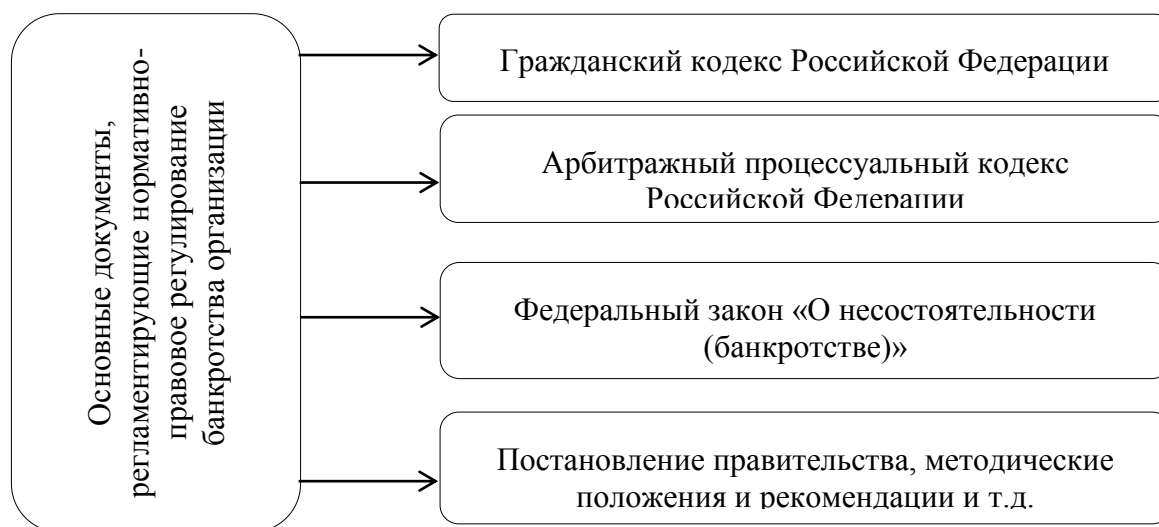 Основные документы,
регламентирующие нормативно-
правовое регулирование
банкротства организации
Гражданский кодекс Российской Федерации
Арбитражный процессуальный кодекс
Российской Федерации
Федеральный закон «О несостоятельности
(банкротстве)»
Постановление правительства, методические
положения и рекомендации и т.д.